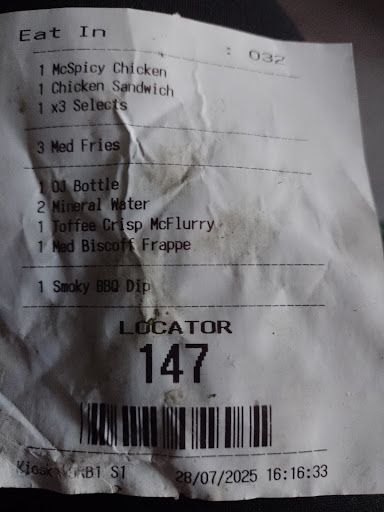 Eat In
: 032
1 McSpicy Chicken
1 Chicken Sandwich
1 x3 Selects
3 Med Fries
1 OJ Bottle
2 Mineral Water
1 Toffee Crisp McFlurry
1 Med Biscoff Frappe
1 Smoky BBQ Dip
LOCATOR
147
Kiosk S1 28/07/2025 16:16:33